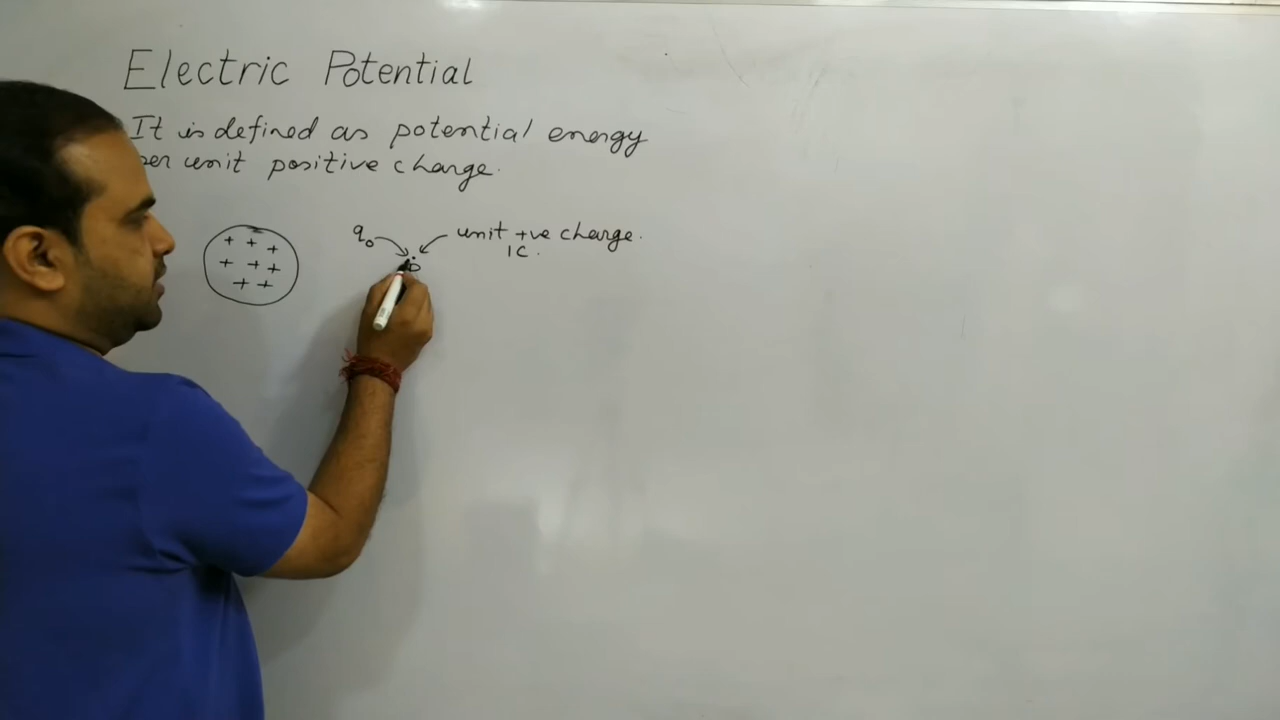 Electric Potential
It is defined as potential energy
per unit positive charge.
q₀ unit +ve charge.
1C.
+ + +
+ + +
+ +